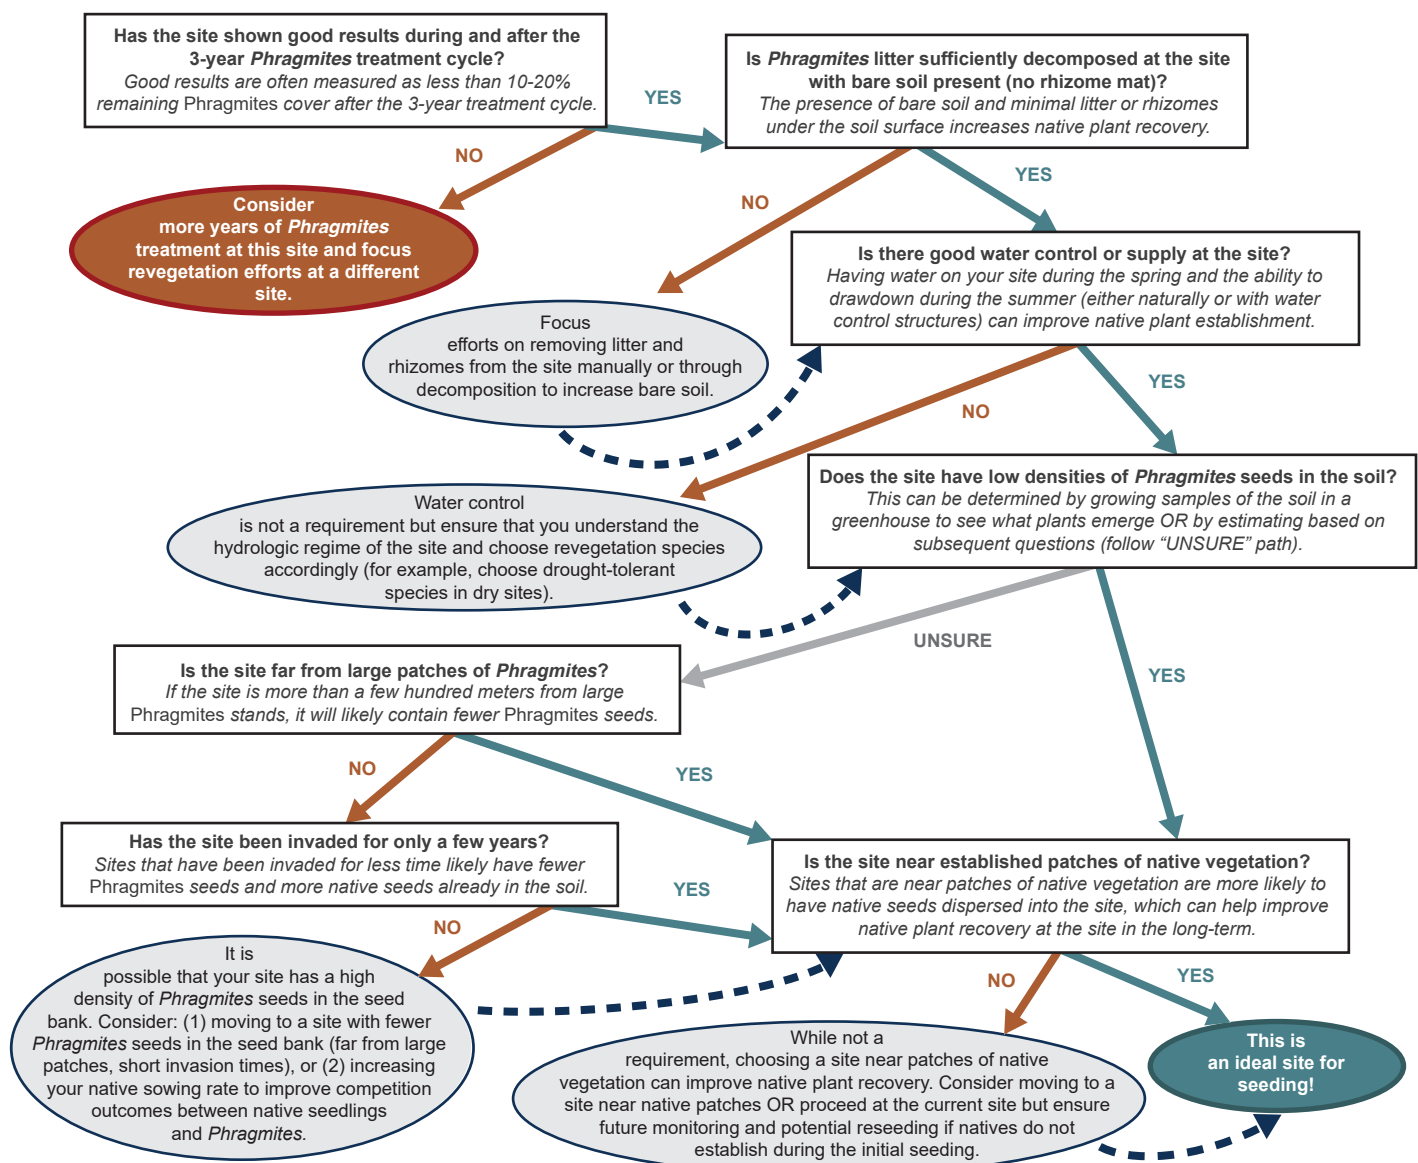 Has the site shown good results during and after the
3-year Phragmites treatment cycle?
Good results are often measured as less than 10-20%
remaining Phragmites cover after the 3-year treatment cycle.
YES
NO
Is Phragmites litter sufficiently decomposed at the site
with bare soil present (no rhizome mat)?
The presence of bare soil and minimal litter or rhizomes
under the soil surface increases native plant recovery.
YES
NO
Consider
more years of Phragmites
treatment at this site and focus
revegetation efforts at a different
site.
Is there good water control or supply at the site?
Having water on your site during the spring and the ability to
drawdown during the summer (either naturally or with water
control structures) can improve native plant establishment.
YES
NO
Focus
efforts on removing litter and
rhizomes from the site manually or through
decomposition to increase bare soil.
Does the site have low densities of Phragmites seeds in the soil?
This can be determined by growing samples of the soil in a
greenhouse to see what plants emerge OR by estimating based on
subsequent questions (follow “UNSURE” path).
UNSURE
YES
Water control
is not a requirement but ensure that you understand the
hydrologic regime of the site and choose revegetation species
accordingly (for example, choose drought-tolerant
species in dry sites).
Is the site far from large patches of Phragmites?
If the site is more than a few hundred meters from large
Phragmites stands, it will likely contain fewer Phragmites seeds.
NO
YES
Has the site been invaded for only a few years?
Sites that have been invaded for less time likely have fewer
Phragmites seeds and more native seeds already in the soil.
YES
NO
Is the site near established patches of native vegetation?
Sites that are near patches of native vegetation are more likely to
have native seeds dispersed into the site, which can help improve
native plant recovery at the site in the long-term.
NO
YES
It is
possible that your site has a high
density of Phragmites seeds in the seed
bank. Consider: (1) moving to a site with fewer
Phragmites seeds in the seed bank (far from large
patches, short invasion times), or (2) increasing
your native sowing rate to improve competition
outcomes between native seedlings
and Phragmites.
While not a
requirement, choosing a site near patches of native
vegetation can improve native plant recovery. Consider moving to a
site near native patches OR proceed at the current site but ensure
future monitoring and potential reseeding if natives do not
establish during the initial seeding.
This is
an ideal site for
seeding!